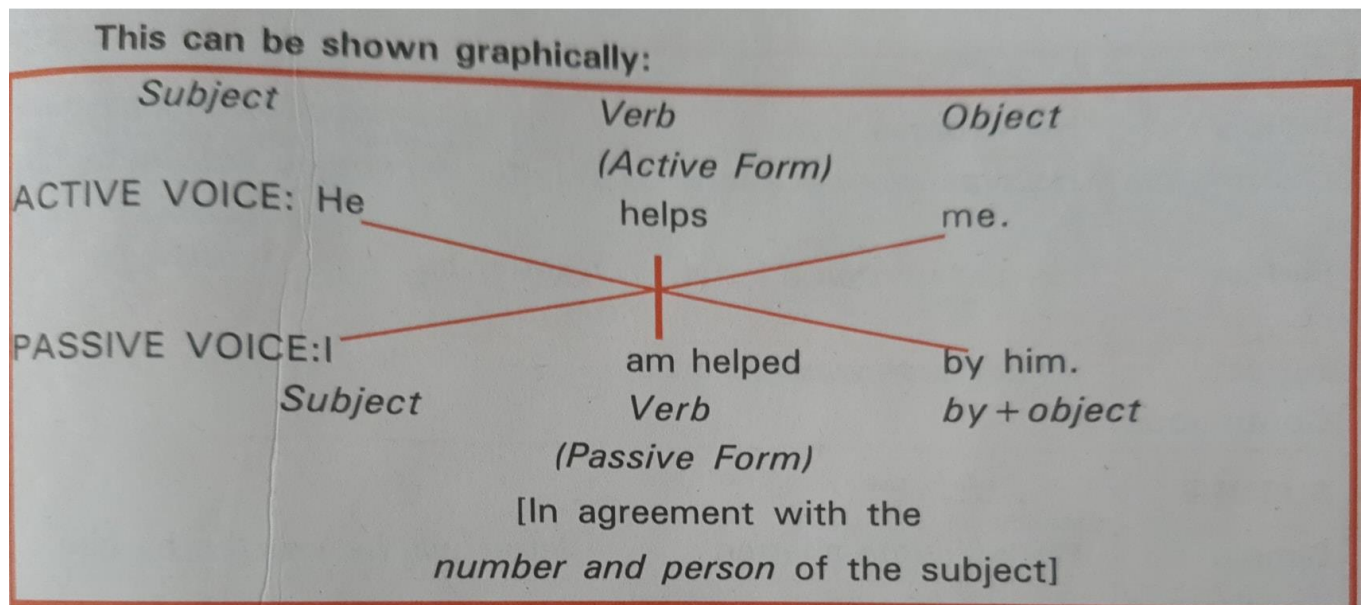 This can be shown graphically:
Subject Verb Object
(Active Form)
ACTIVE VOICE: He helps me.
PASSIVE VOICE:I am helped by him.
Subject Verb by + object
(Passive Form)
[In agreement with the
number and person of the subject]